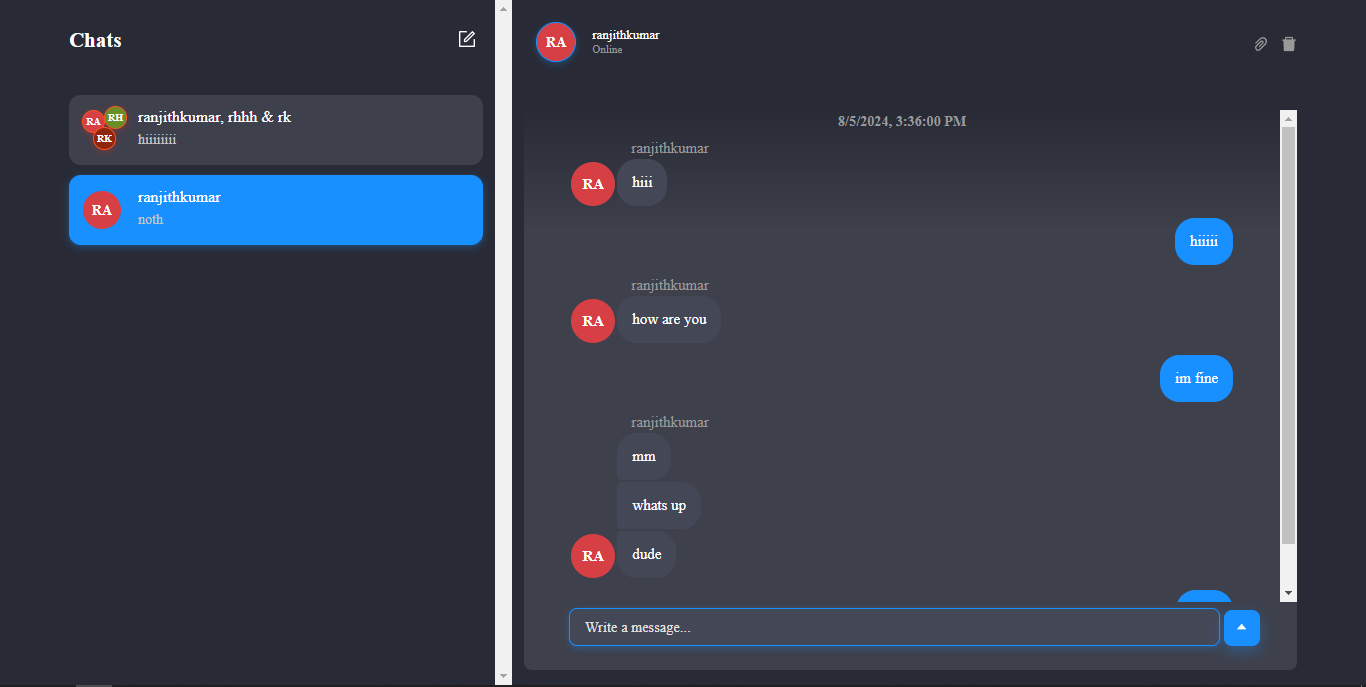 Chats
RA
RH
RK
ranjithkumar, rhhh & rk
hiiiiiiii
RA
ranjithkumar
noth
RA
ranjithkumar
Online
8/5/2024, 3:36:00 PM
ranjithkumar
RA
hiii
hiiiii
ranjithkumar
RA
how are you
im fine
ranjithkumar
mm
whats up
RA
dude
Write a message...